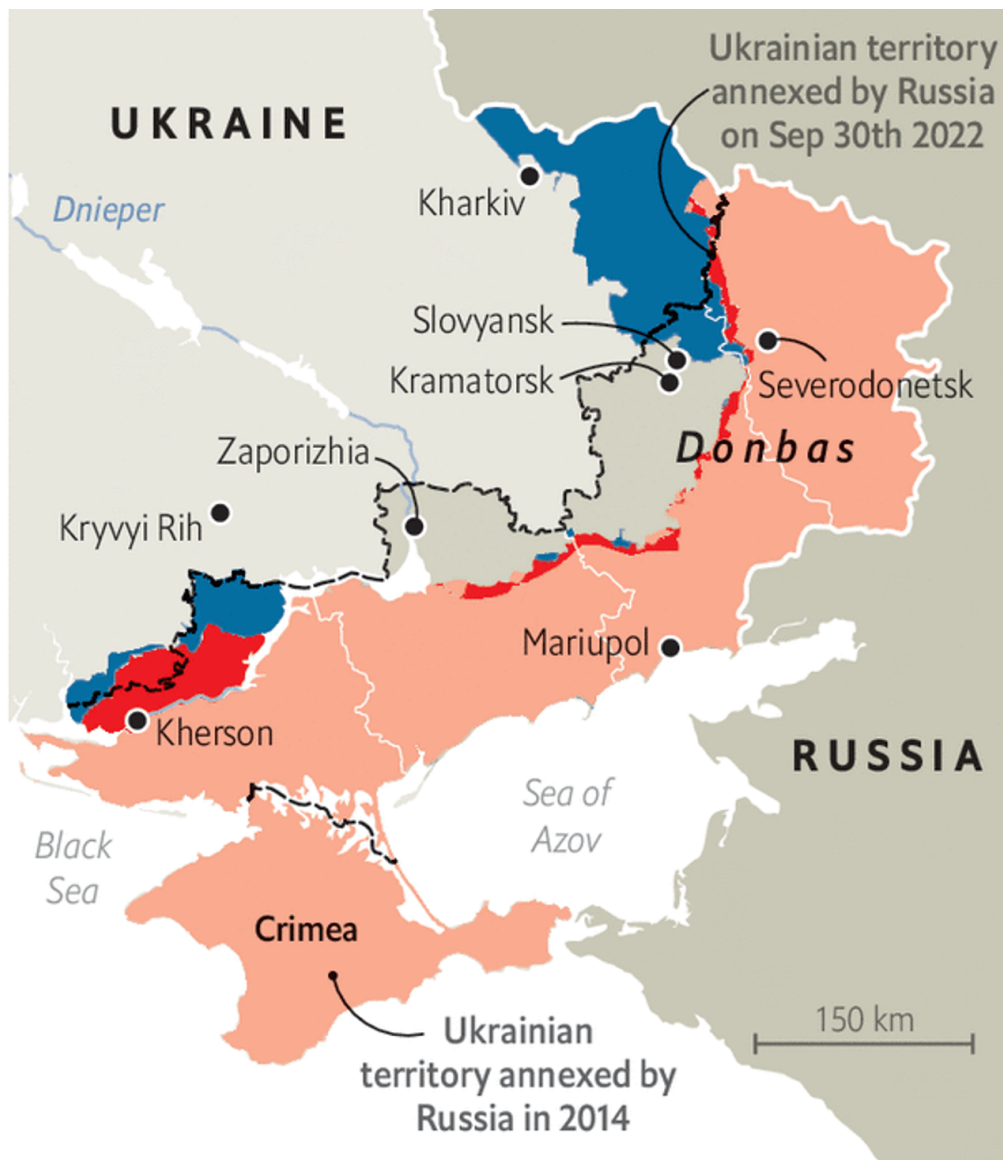 Ukrainian territory
annexed by Russia
on Sep 30th 2022
UKRAINE
Dnieper
Kharkiv
Slovyansk
Kramatorsk
Severodonetsk
Donbas
Zaporizhia
Kryvyi Rih
Mariupol
Kherson
RUSSIA
Sea of
Azov
Black
Sea
Crimea
150 km
Ukrainian
territory annexed by
Russia in 2014